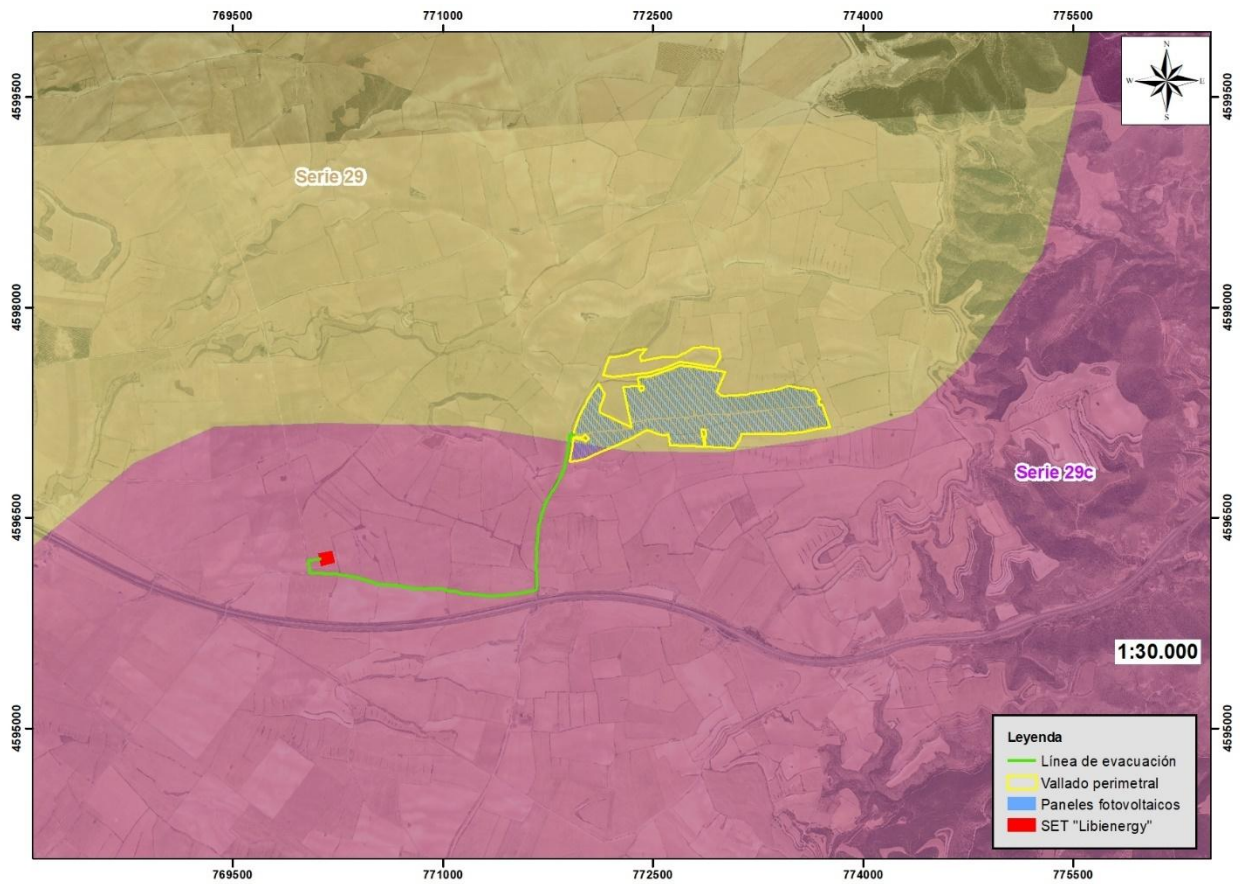 769500 771000 772500 774000 775500
N
W E
S
4599500 4599500
Serie 29
4598000 4598000
Serie 29c
4596500 4596500
1:30.000
4595000 4595000
Leyenda
Línea de evacuación
Vallado perimetral
Paneles fotovoltaicos
SET "Libienergy"
769500 771000 772500 774000 775500